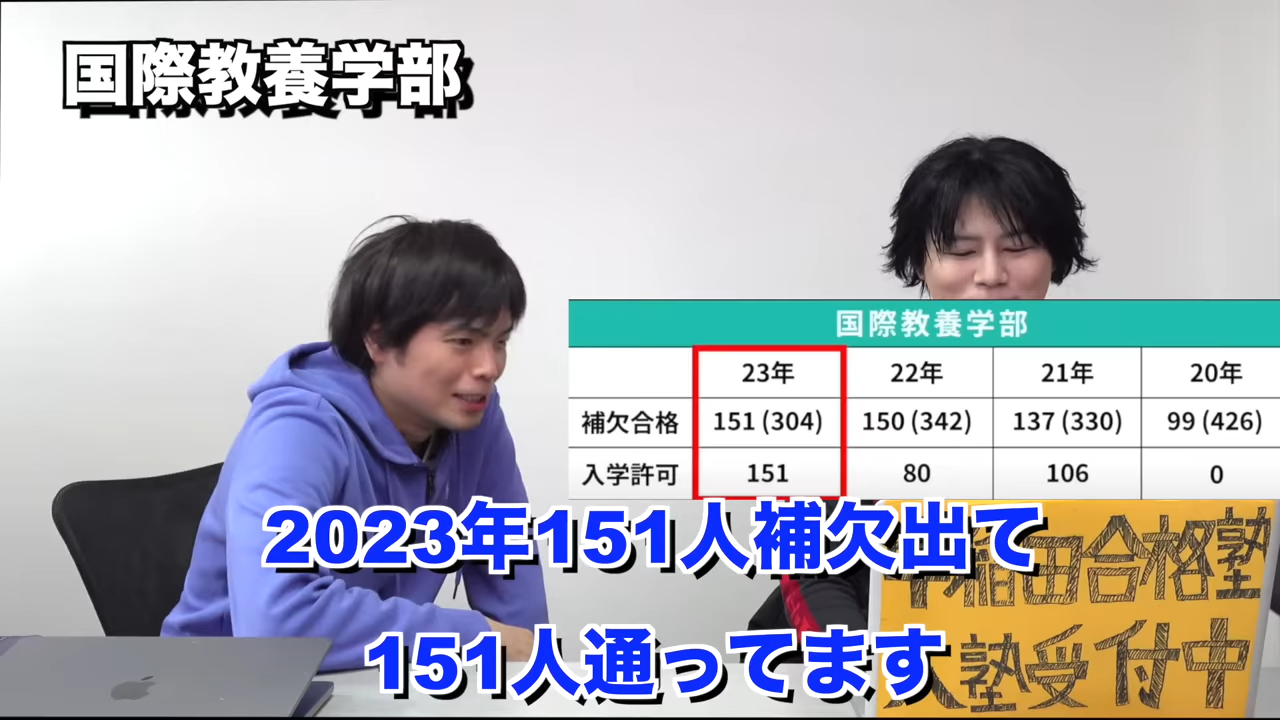 国際教養学部
国際教養学部
23年 22年 21年 20年
補欠合格 151 (304) 150 (342) 137 (330) 99 (426)
入学許可 151 80 106 0
2023年151人補欠出て
151人通ってます
早稲田合格塾
入塾受付中